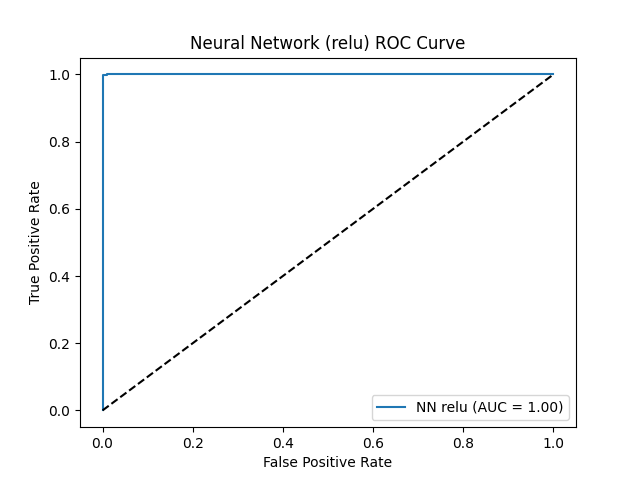 Neural Network (relu) ROC Curve
True Positive Rate
1.0
0.8
0.6
0.4
0.2
0.0
NN relu (AUC = 1.00)
0.0 0.2 0.4 0.6 0.8 1.0
False Positive Rate